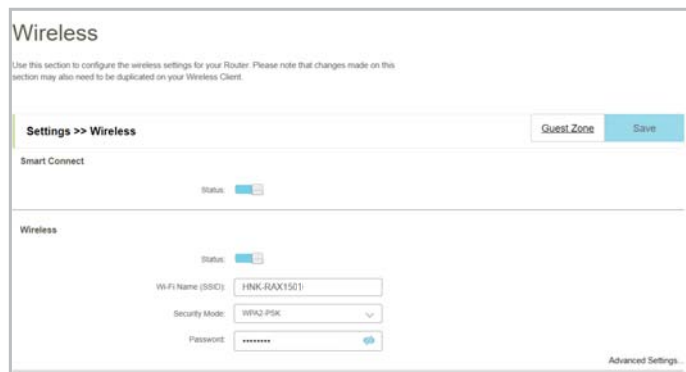 Wireless
Use this section to configure the wireless settings for your Router. Please note that changes made on this
section may also need to be duplicated on your Wireless Client.
Settings >> Wireless
Guest Zone
Save
Smart Connect
Status:
Wireless
Status:
Wi-Fi Name (SSID): HNK-RAX1501
Security Mode: WPA2-PSK
Password: ••••••••
Advanced Settings...